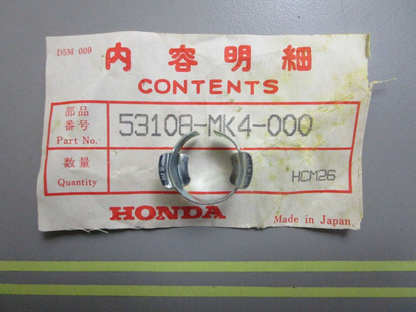 DSM 009
内容明細
CONTENTS
部品
番号
Part No.
53108-MK4-000
数量
Quantity
HCM26
HONDA
Made in Japan